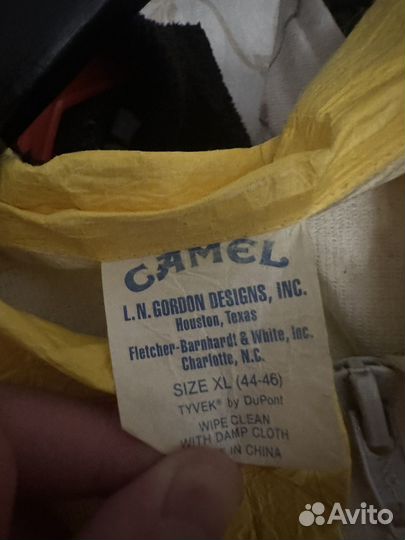 CAMEL
L.N. GORDON DESIGNS, INC.
Houston, Texas
Fletcher-Barnhardt & White, Inc.
Charlotte, N.C.
SIZE XL (44-46)
TYVEK® by DuPont
WIPE CLEAN
WITH DAMP CLOTH
IN CHINA
Avito